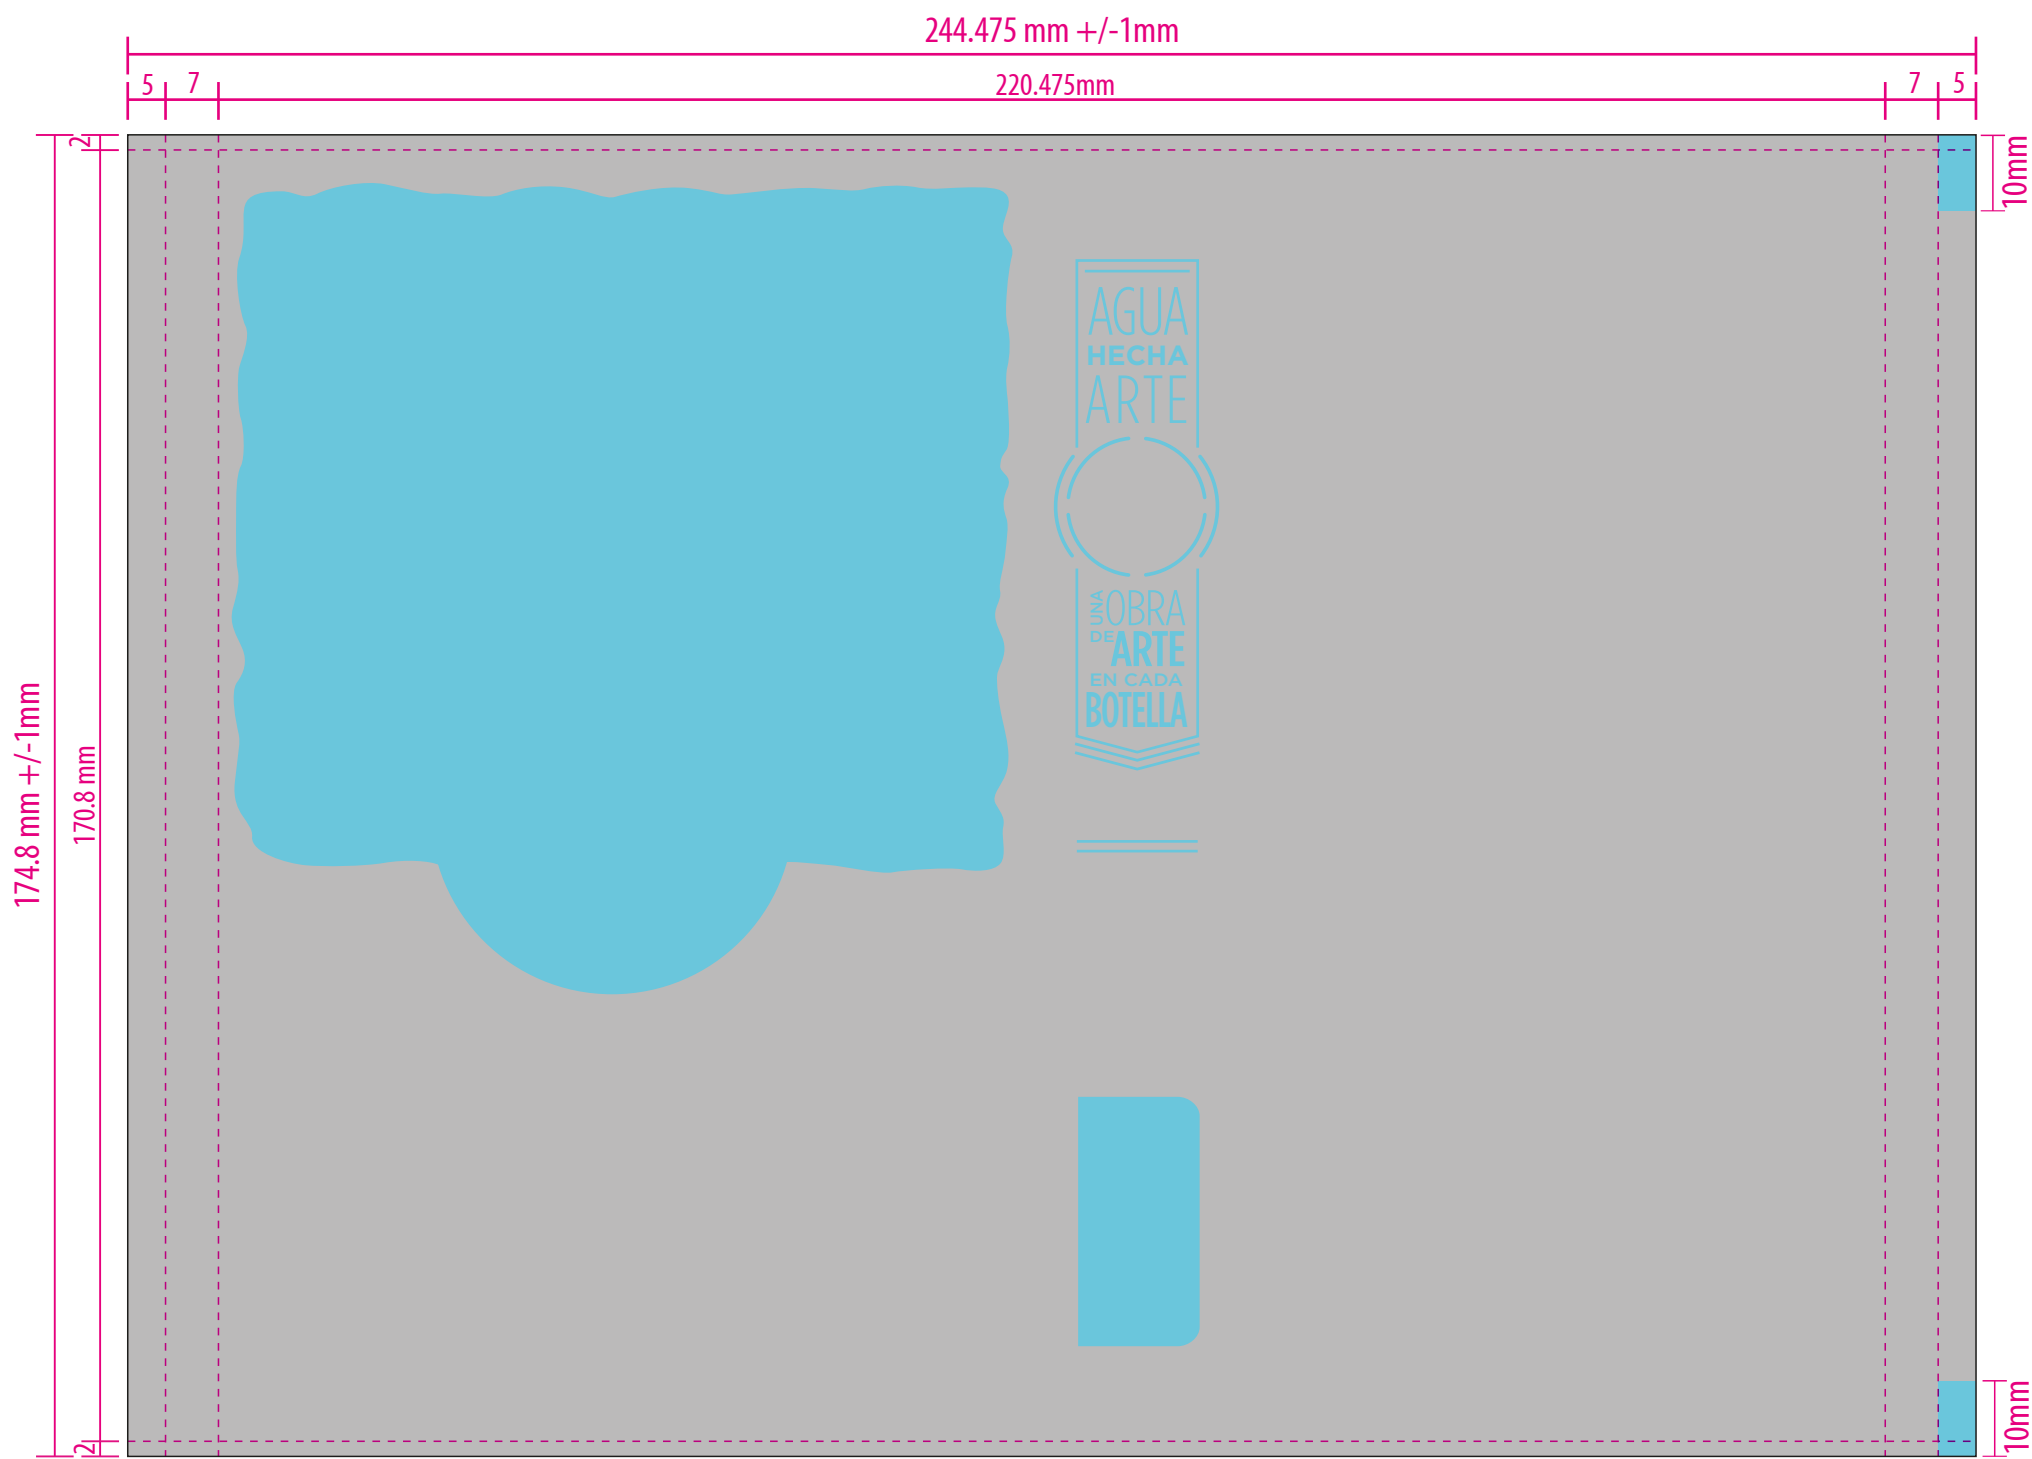 244.475 mm +/-1mm
5 7 220.475mm 7 5
2
10mm
AGUA
HECHA
ARTE
UNA OBRA
DE ARTE
EN CADA
BOTELLA
174.8 mm +/-1mm
170.8 mm
2
10mm